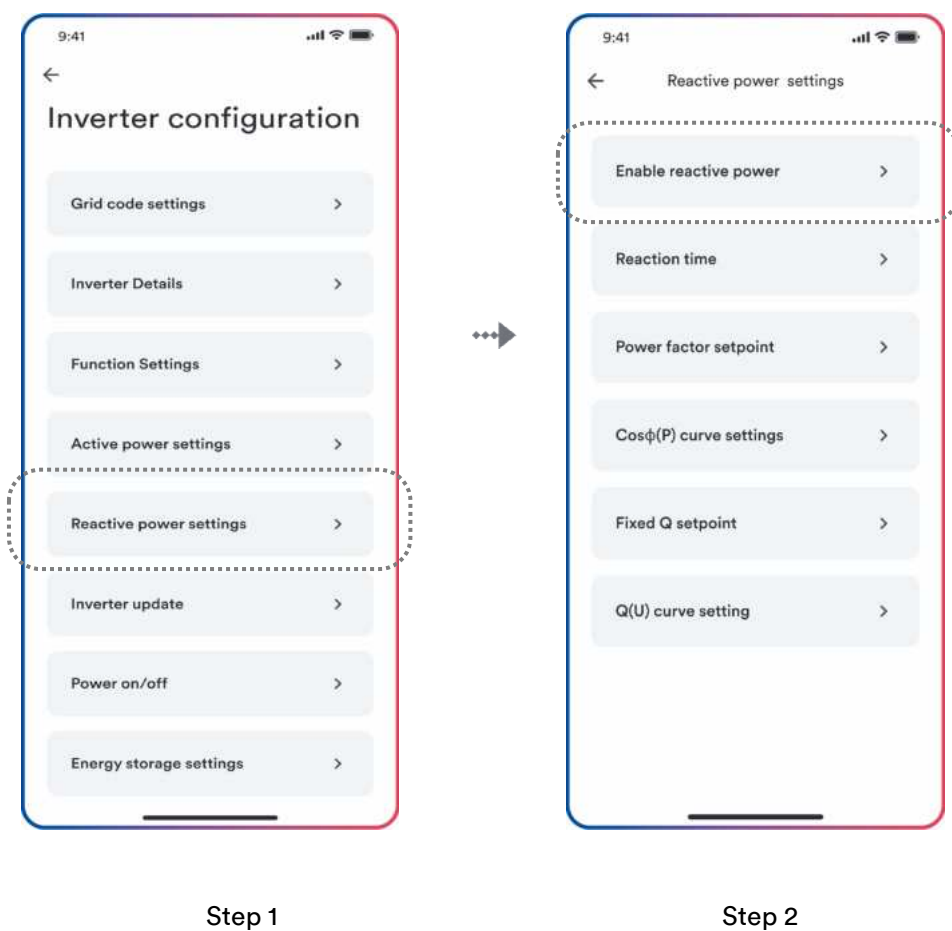 9:41
Inverter configuration
Grid code settings
Inverter Details
Function Settings
Active power settings
Reactive power settings
Inverter update
Power on/off
Energy storage settings
Step 1
9:41
Reactive power settings
Enable reactive power
Reaction time
Power factor setpoint
Cosϕ(P) curve settings
Fixed Q setpoint
Q(U) curve setting
Step 2